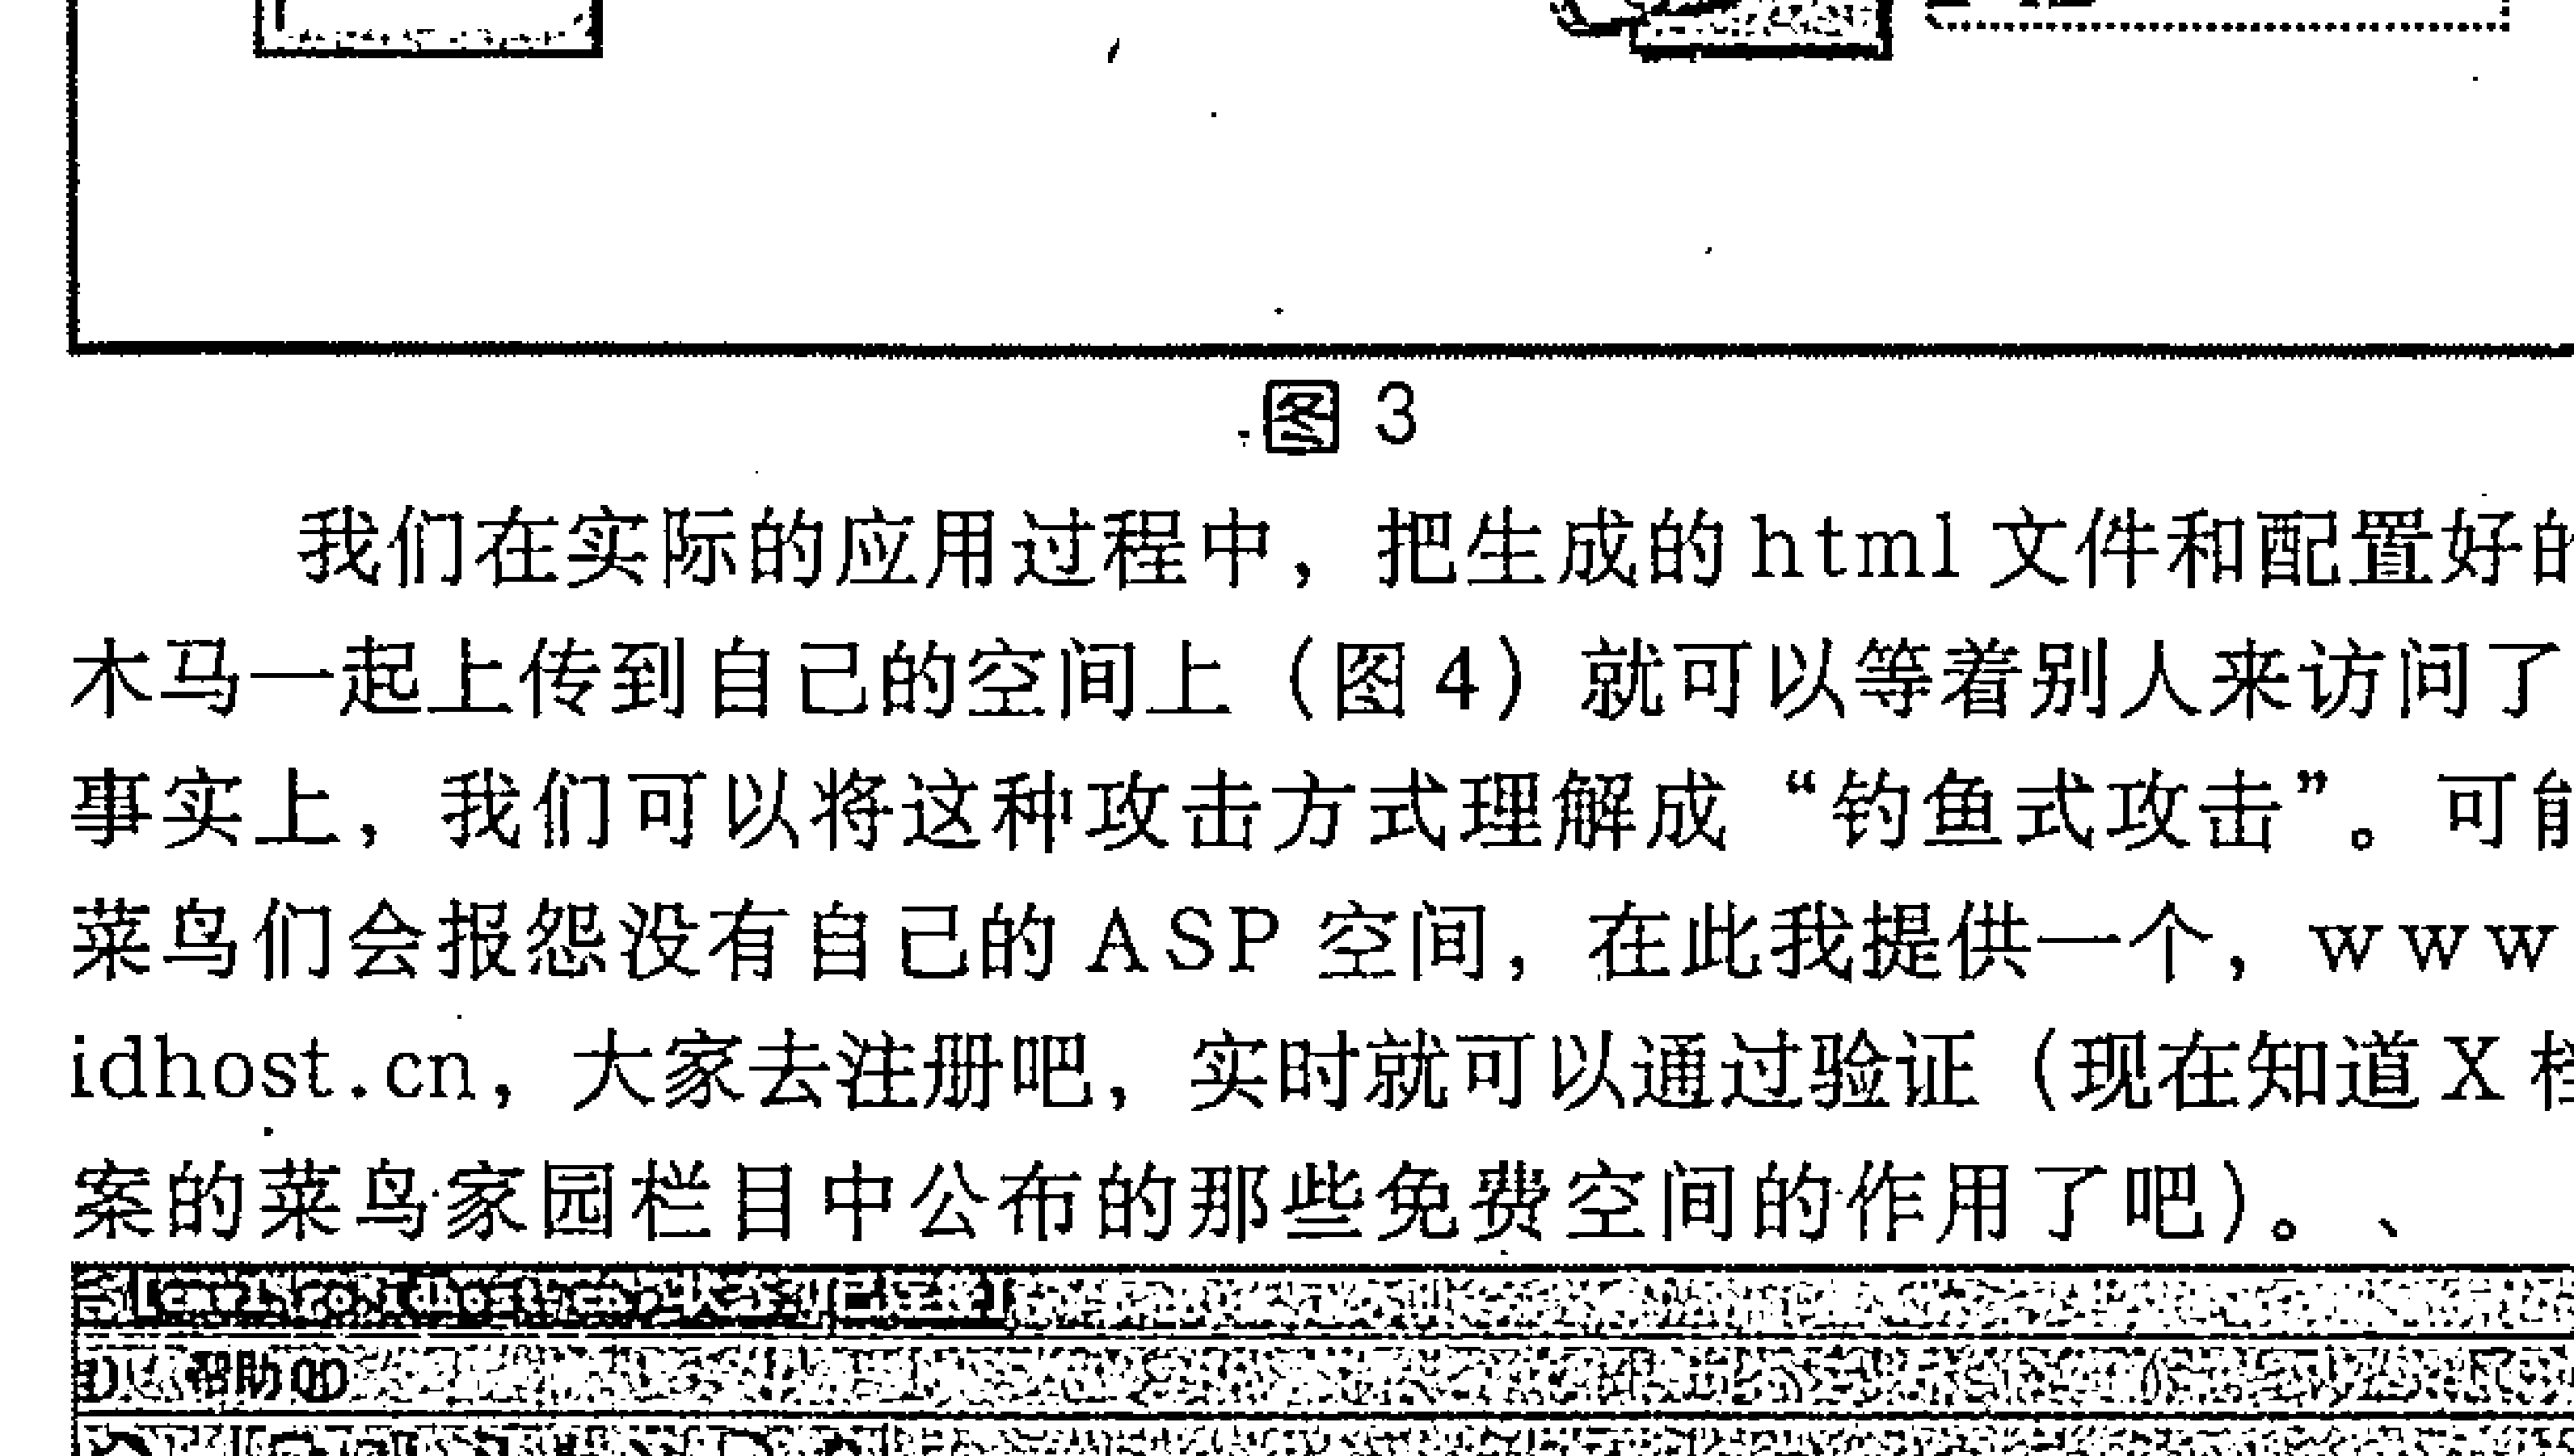 图 3
我们在实际的应用过程中，把生成的html文件和配置好的
木马一起上传到自己的空间上（图4）就可以等着别人来访问了
事实上，我们可以将这种攻击方式理解成“钓鱼式攻击”。可能
菜鸟们会报怨没有自己的ASP空间，在此我提供一个，www
idhost.cn，大家去注册吧，实时就可以通过验证（现在知道X档
案的菜鸟家园栏目中公布的那些免费空间的作用了吧）。、
帮助